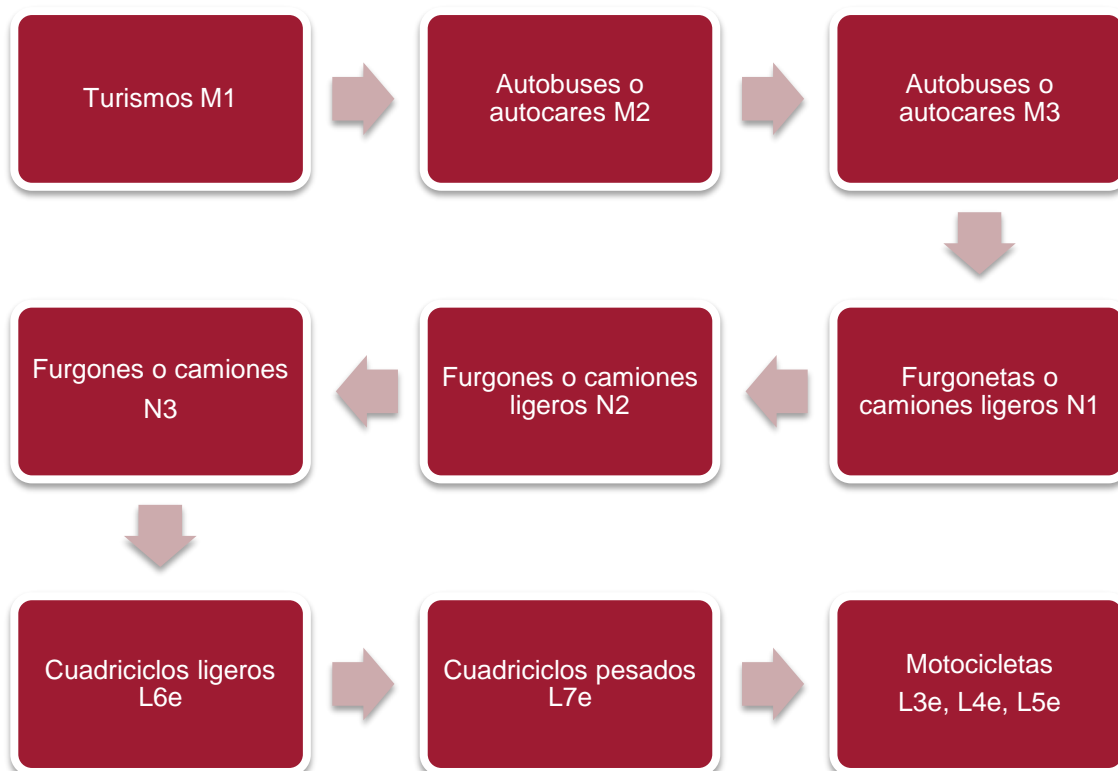 Turismos M1
Autobuses o
autocares M2
Autobuses o
autocares M3
Furgones o camiones
N3
Furgones o camiones
ligeros N2
Furgonetas o
camiones ligeros N1
Cuadriciclos ligeros
L6e
Cuadriciclos pesados
L7e
Motocicletas
L3e, L4e, L5e